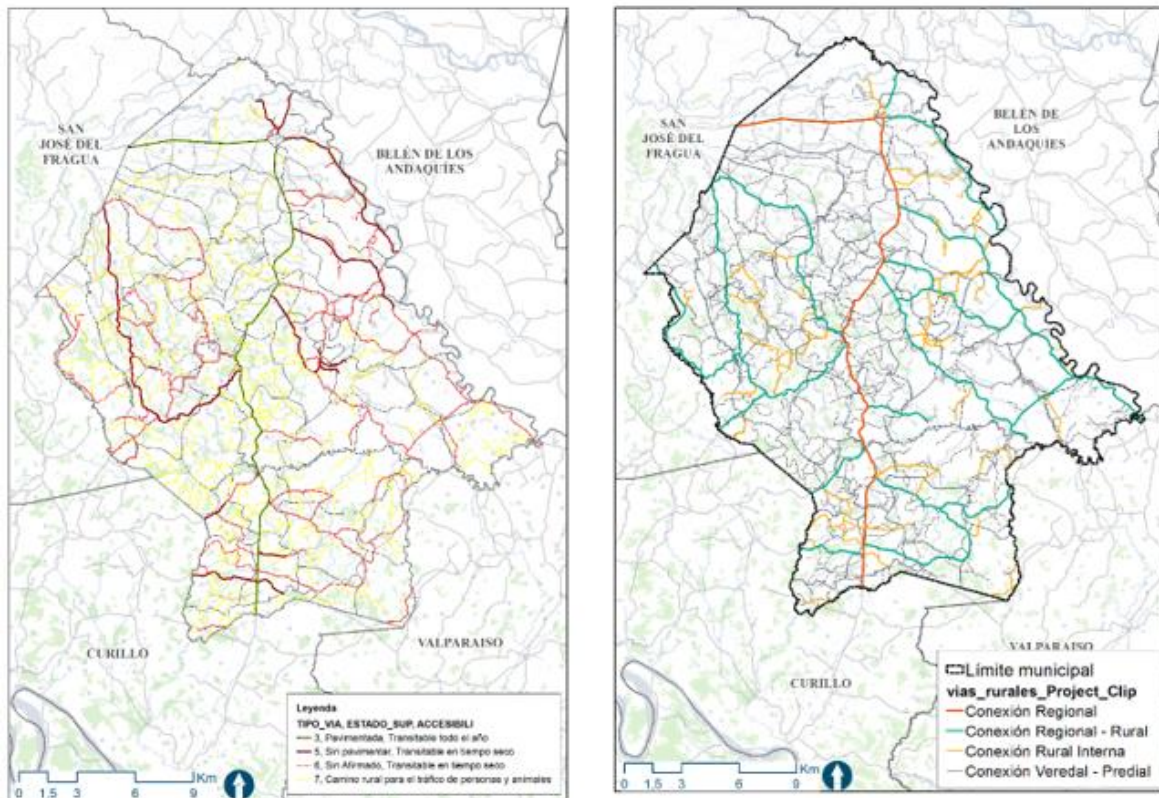 SAN
JOSÉ DEL
FRAGUA
BELÉN DE LOS
ANDAQUÍES
CURILLO
VALPARAISO
Leyenda
TIPO_VIA, ESTADO_SUP, ACCESIBILI
3, Pavimentada, Transitable todo el año
5, Sin pavimentar, Transitable en tiempo seco
6, Sin Afirmado, Transitable en tiempo seco
7, Camino rural para el tráfico de personas y animales
Km
0 1.5 3 6 9
SAN
JOSÉ DEL
FRAGUA
BELÉN DE
LOS
ANDAQUÍES
CURILLO
VALPARAISO
Límite municipal
vias_rurales_Project_Clip
Conexión Regional
Conexión Regional - Rural
Conexión Rural Interna
Conexión Veredal - Predial
Km
0 1.5 3 6 9